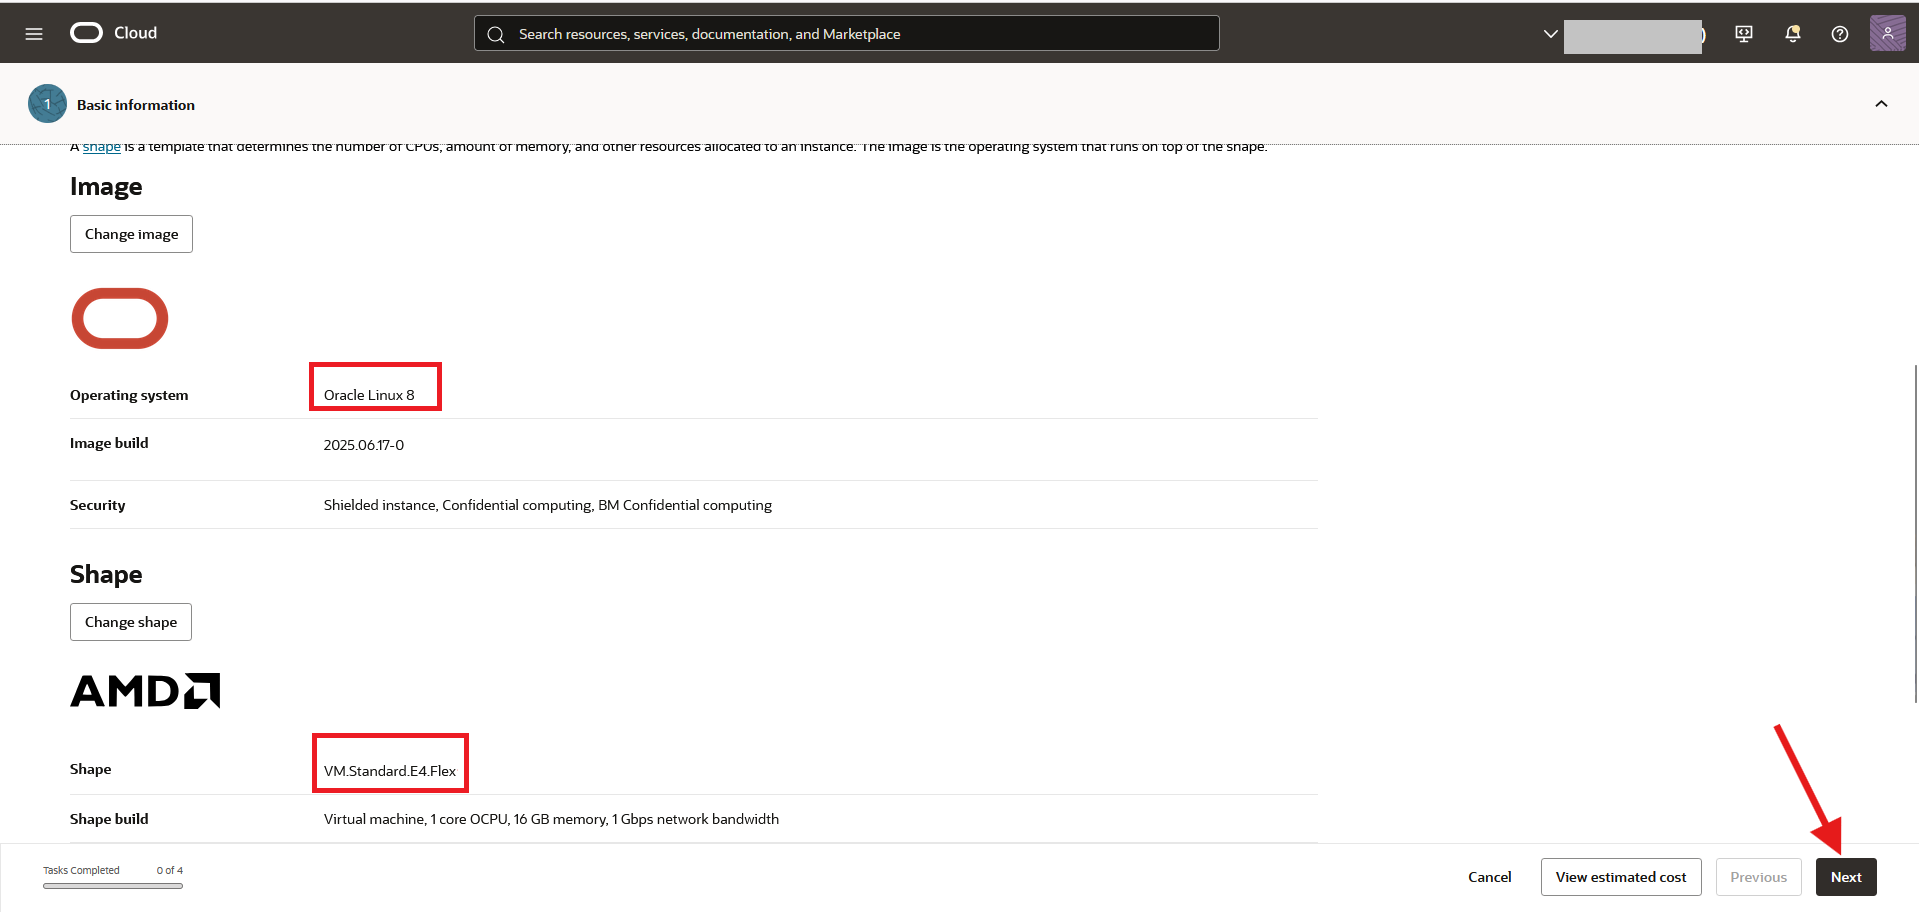 Cloud
Search resources, services, documentation, and Marketplace
1 Basic information
A shape is a template that determines the number of CPUs, amount of memory, and other resources allocated to an instance. The image is the operating system that runs on top of the shape.
Image
Change image
Operating system Oracle Linux 8
Image build 2025.06.17-0
Security Shielded instance, Confidential computing, BM Confidential computing
Shape
Change shape
AMD
Shape VM.Standard.E4.Flex
Shape build Virtual machine, 1 core OCPU, 16 GB memory, 1 Gbps network bandwidth
Tasks Completed 0 of 4
Cancel View estimated cost Previous Next